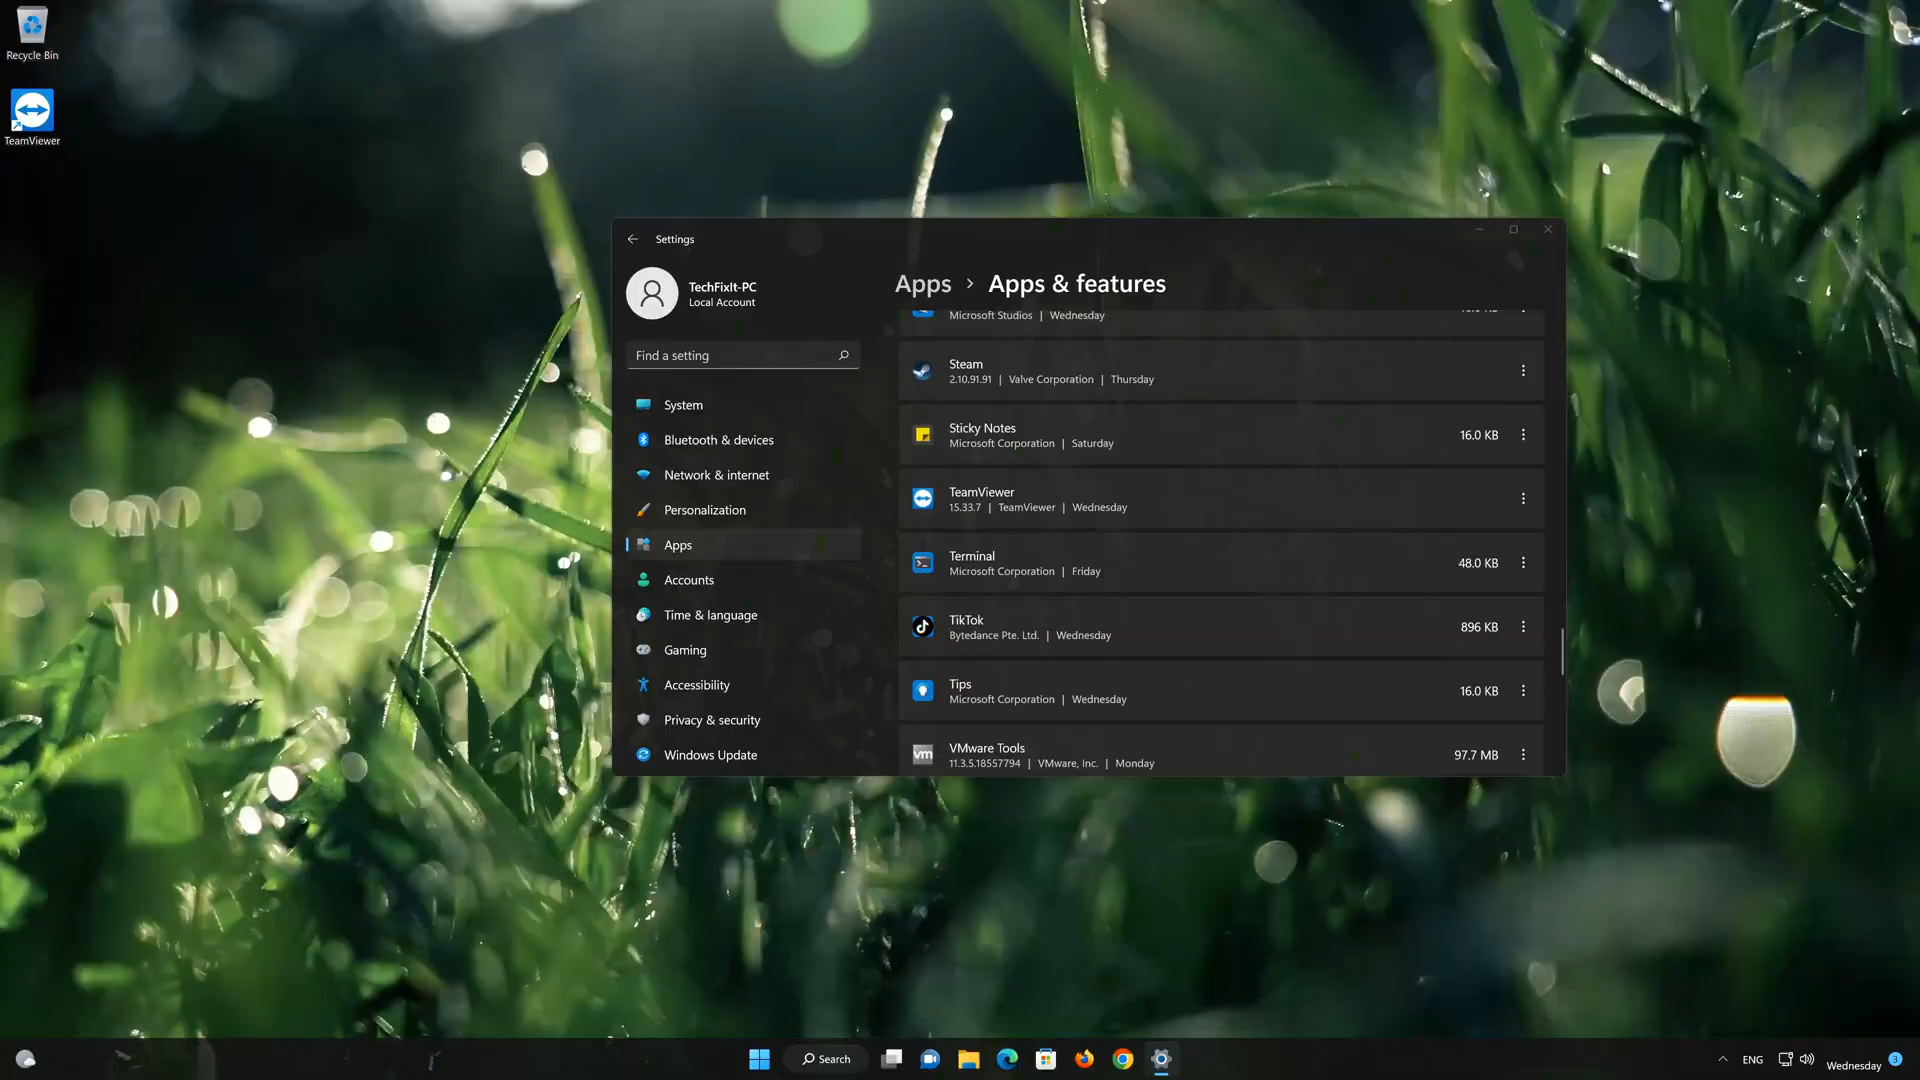 Recycle Bin
TeamViewer
Settings
TechFixIt-PC
Local Account
Find a setting
System
Bluetooth & devices
Network & internet
Personalization
Apps
Accounts
Time & language
Gaming
Accessibility
Privacy & security
Windows Update
Apps > Apps & features
Microsoft Studios | Wednesday
Steam
2.10.91.91 | Valve Corporation | Thursday
Sticky Notes
Microsoft Corporation | Saturday
16.0 KB
TeamViewer
15.33.7 | TeamViewer | Wednesday
Terminal
Microsoft Corporation | Friday
48.0 KB
TikTok
Bytedance Pte. Ltd. | Wednesday
896 KB
Tips
Microsoft Corporation | Wednesday
16.0 KB
VMware Tools
11.3.5.18557794 | VMware, Inc. | Monday
97.7 MB
vm
Search
ENG
Wednesday
3